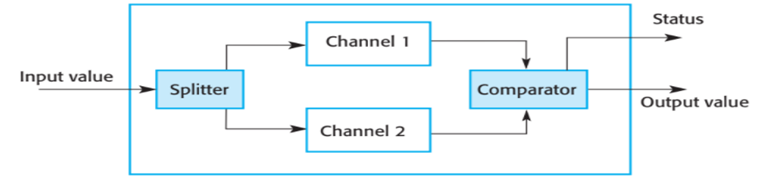 Status
Channel 1
Input value
Splitter
Comparator
Output value
Channel 2